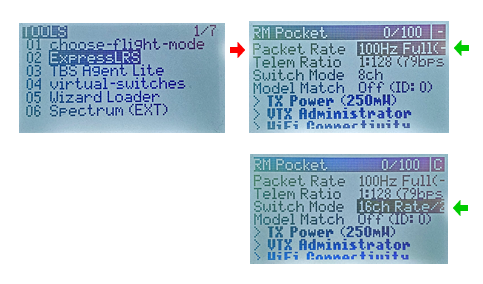 TOOLS 1/7
01 choose-flight-mode
02 ExpressLRS
03 TBS Agent Lite
04 virtual-switches
05 Wizard Loader
06 Spectrum (EXT)
RM Pocket 0/100 -
Packet Rate 100Hz Full(-
Telem Ratio 1:128 (79bps
Switch Mode 8ch
Model Match Off (ID: 0)
> TX Power (250mW)
> VTX Administrator
> WiFi Connectivity
RM Pocket 0/100 C
Packet Rate 100Hz Full(-
Telem Ratio 1:128 (79bps
Switch Mode 16ch Rate/2
Model Match Off (ID: 0)
> TX Power (250mW)
> VTX Administrator
> WiFi Connectivity